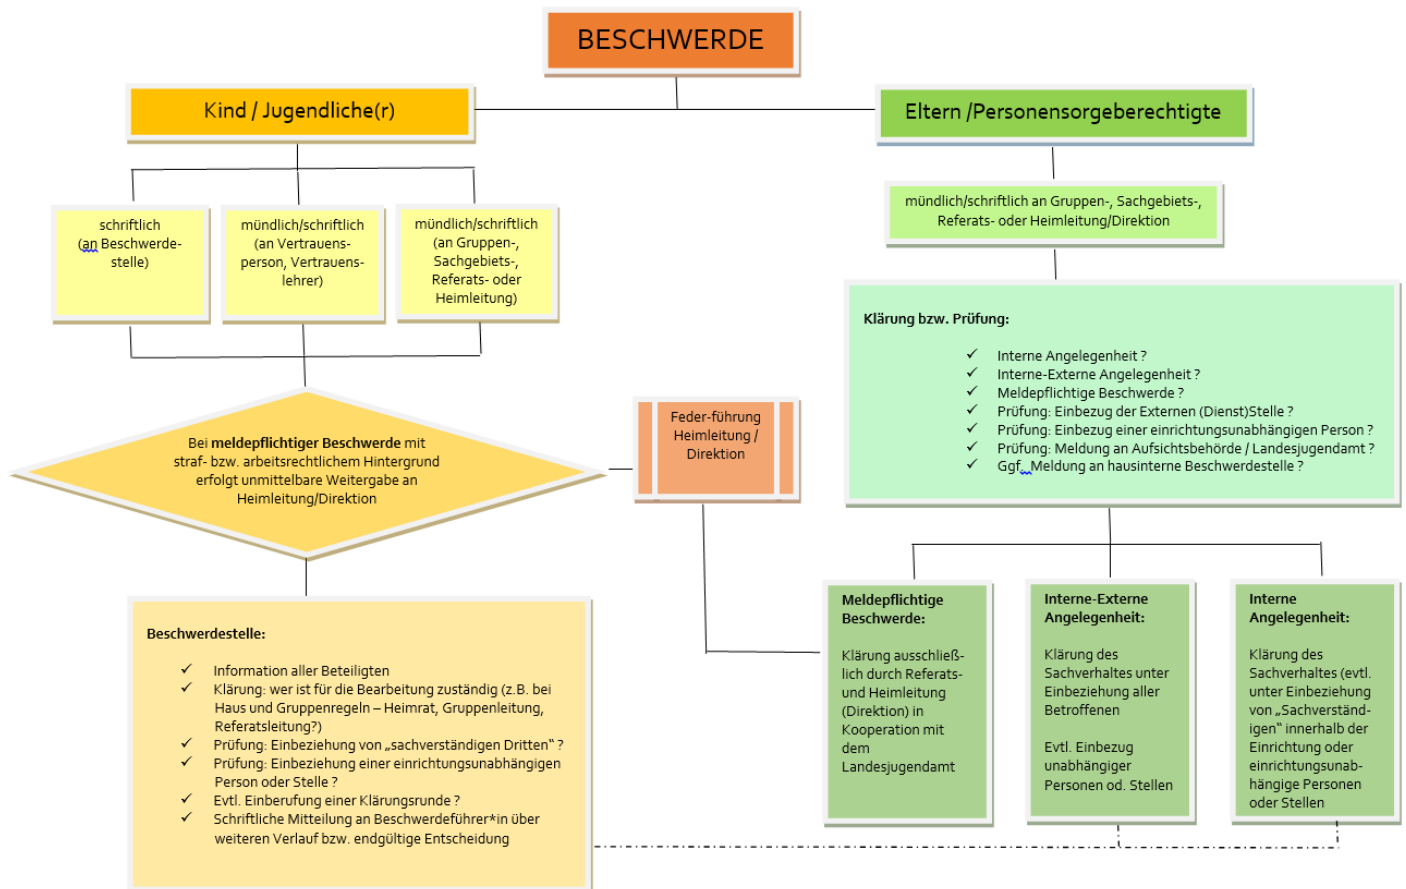 BESCHWERDE
Kind / Jugendliche(r)
Eltern /Personensorgeberechtigte
schriftlich
(an Beschwerde-
stelle)
mündlich/schriftlich
(an Vertrauens-
person, Vertrauens-
lehrer)
mündlich/schriftlich
(an Gruppen-,
Sachgebiets-,
Referats- oder
Heimleitung)
mündlich/schriftlich an Gruppen-, Sachgebiets-,
Referats- oder Heimleitung/Direktion
Klärung bzw. Prüfung:
✓ Interne Angelegenheit ?
✓ Interne-Externe Angelegenheit ?
✓ Meldepflichtige Beschwerde ?
✓ Prüfung: Einbezug der Externen (Dienst)Stelle ?
✓ Prüfung: Einbezug einer einrichtungsunabhängigen Person ?
✓ Prüfung: Meldung an Aufsichtsbehörde / Landesjugendamt ?
✓ Ggf. Meldung an hausinterne Beschwerdestelle ?
Bei meldepflichtiger Beschwerde mit
straf- bzw. arbeitsrechtlichem Hintergrund
erfolgt unmittelbare Weitergabe an
Heimleitung/Direktion
Feder-führung
Heimleitung /
Direktion
Beschwerdestelle:
✓ Information aller Beteiligten
✓ Klärung: wer ist für die Bearbeitung zuständig (z.B. bei
Haus und Gruppenregeln – Heimrat, Gruppenleitung,
Referatsleitung?)
✓ Prüfung: Einbeziehung von „sachverständigen Dritten“ ?
✓ Prüfung: Einbeziehung einer einrichtungsunabhängigen
Person oder Stelle ?
✓ Evtl. Einberufung einer Klärungsrunde ?
✓ Schriftliche Mitteilung an Beschwerdeführer*in über
weiteren Verlauf bzw. endgültige Entscheidung
Meldepflichtige
Beschwerde:
Klärung ausschließ-
lich durch Referats-
und Heimleitung
(Direktion) in
Kooperation mit
dem
Landesjugendamt
Interne-Externe
Angelegenheit:
Klärung des
Sachverhaltes unter
Einbeziehung aller
Betroffenen
Evtl. Einbezug
unabhängiger
Personen od. Stellen
Interne
Angelegenheit:
Klärung des
Sachverhaltes (evtl.
unter Einbeziehung
von „Sachverständ-
igen“ innerhalb der
Einrichtung oder
einrichtungsunab-
hängige Personen
oder Stellen